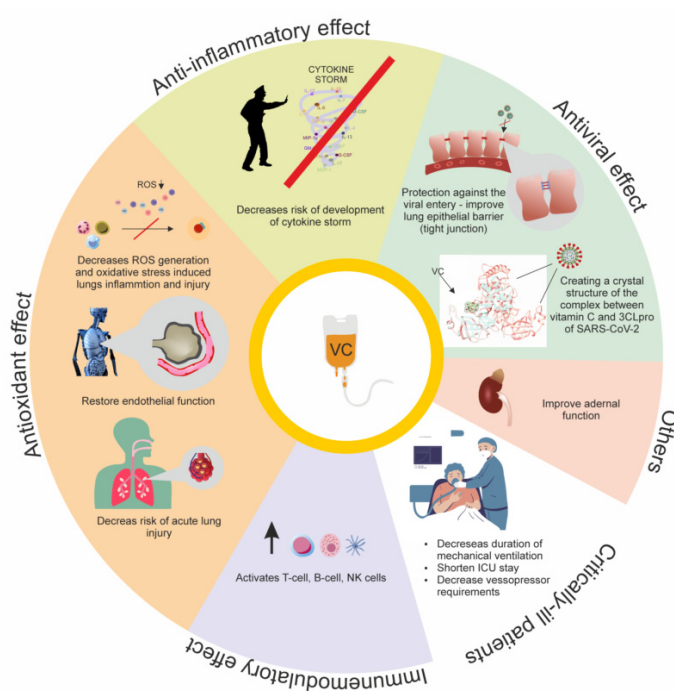 Anti-inflammatory effect
CYTOKINE
STORM
Decreases risk of development
of cytokine storm
Antiviral effect
Protection against the
viral entery - improve
lung epithelial barrier
(tight junction)
VC
Creating a crystal
structure of the
complex between
vitamin C and 3CLpro
of SARS-CoV-2
Others
Improve adernal
function
Critically-ill patients
• Decreseas duration of
mechanical ventilation
• Shorten ICU stay
• Decrease vessopressor
requirements
Immunemodulatory effect
Activates T-cell, B-cell, NK cells
Antioxidant effect
ROS
Decreases ROS generation
and oxidative stress induced
lungs inflammtion and injury
Restore endothelial function
Decreas risk of acute lung
injury
VC